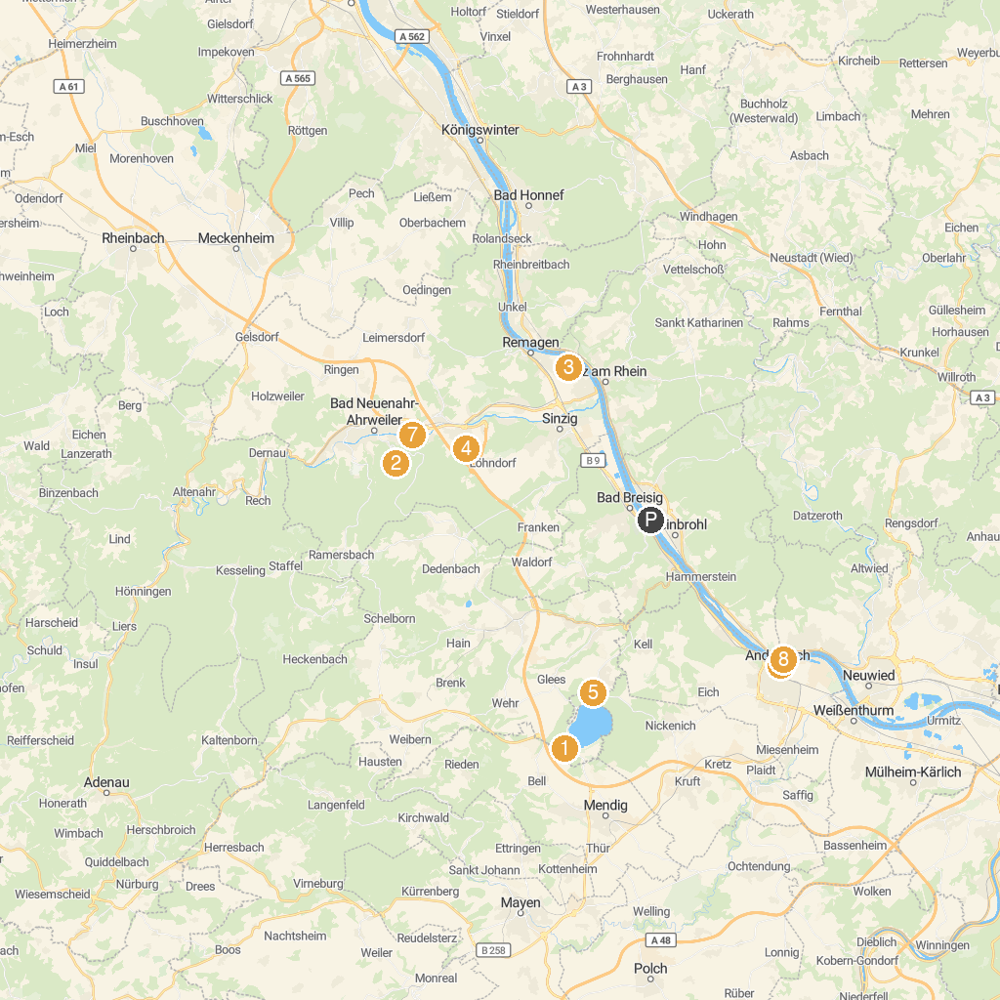 Holtorf
Stieldorf
Westerhausen
Uckerath
Gielsdorf
Vinxel
A 562
Heimerzheim
Impekoven
Frohnhardt
Weyerbu
Kircheib
Rettersen
A 565
Berghausen
Hanf
A 61
A 3
Witterschlick
Buchholz
(Westerwald)
Limbach
Mehren
Buschhoven
Röttgen
Königswinter
m-Esch
Miel
Morenhoven
Asbach
Odendorf
Pech
Ließem
Bad Honnef
Windhagen
Villip
Oberbachem
Eichen
Rheinbach
Meckenheim
Rolandseck
Hohn
Neustadt (Wied)
Oberlahr
Rheinbreitbach
Vettelschoß
Oedingen
Loch
Unkel
Fernthal
Güllesheim
Sankt Katharinen
Rahms
Horhausen
Gelsdorf
Leimersdorf
Remagen
Krunkel
Ringen
3
z am Rhein
Willroth
Holzweiler
A 3
Berg
Bad Neuenahr-
Ahrweiler
Sinzig
Eichen
7
Wald
Lanzerath
Dernau
4
2
Löhndorf
B 9
Binzenbach
Altenahr
Rech
Bad Breisig
Datzeroth
P
inbrohl
Rengsdorf
Lind
Franken
Anhau
Ramersbach
Waldorf
Kesseling
Staffel
Dedenbach
Altwied
Hammerstein
Hönningen
Schelborn
Harscheid
Liers
Hain
Kell
Schuld
Insul
Heckenbach
8
Neuwied
Brenk
Glees
5
Eich
Wehr
Weißenthurm
Nickenich
Urmitz
Reifferscheid
Kaltenborn
Weibern
1
Miesenheim
Hausten
Rieden
Kretz
Plaidt
Adenau
Bell
Kruft
Mülheim-Kärlich
Honerath
Langenfeld
Mendig
Saffig
Kirchwald
Wimbach
Herschbroich
Herresbach
Ettringen
Thür
Bassenheim
Quiddelbach
Sankt Johann
Kottenheim
Ochtendung
Nürburg
Drees
Virneburg
Wiesemscheid
Kürrenberg
Mayen
Wolken
Welling
Nachtsheim
Reudelsterz
A 48
Dieblich
Winningen
Boos
Weiler
B 258
Lonnig
Kobern-Gondorf
Monreal
Polch
Rüber
Niederfell